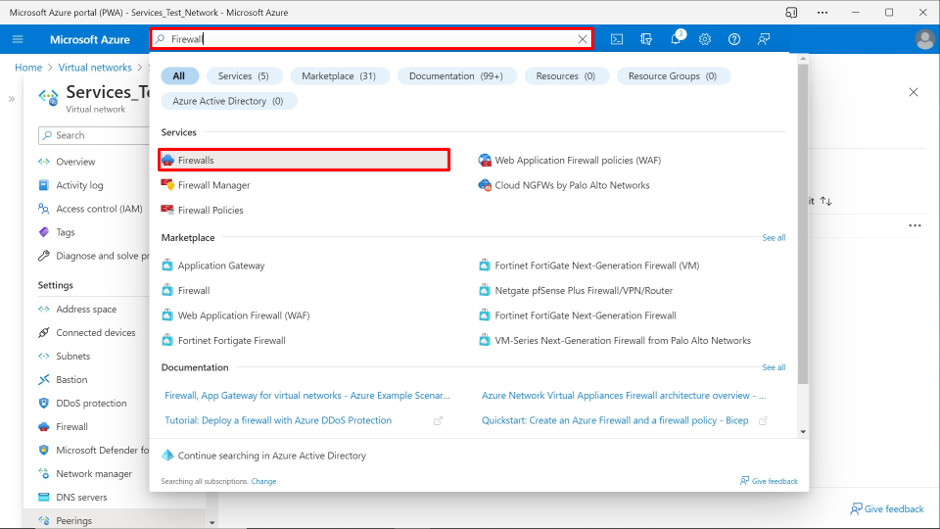 Microsoft Azure portal (PWA) - Services_Test_Network - Microsoft Azure
Microsoft Azure
Firewall
3
Home > Virtual networks >
Services_Te
Virtual network
Search
Overview
Activity log
Access control (IAM)
Tags
Diagnose and solve pr
Settings
Address space
Connected devices
Subnets
Bastion
DDoS protection
Firewall
Microsoft Defender fo
Network manager
DNS servers
Peerings
All
Services (5)
Marketplace (31)
Documentation (99+)
Resources (0)
Resource Groups (0)
Azure Active Directory (0)
Services
Firewalls
Web Application Firewall policies (WAF)
Firewall Manager
Cloud NGFWs by Palo Alto Networks
Firewall Policies
Marketplace
See all
Application Gateway
Fortinet FortiGate Next-Generation Firewall (VM)
Firewall
Netgate pfSense Plus Firewall/VPN/Router
Web Application Firewall (WAF)
Fortinet FortiGate Next-Generation Firewall
Fortinet Fortigate Firewall
VM-Series Next-Generation Firewall from Palo Alto Networks
Documentation
See all
Firewall, App Gateway for virtual networks - Azure Example Scenar...
Azure Network Virtual Appliances Firewall architecture overview - ...
Tutorial: Deploy a firewall with Azure DDoS Protection
Quickstart: Create an Azure Firewall and a firewall policy - Bicep
Continue searching in Azure Active Directory
Searching all subscriptions. Change
Give feedback
it ↑↓
Give feedback